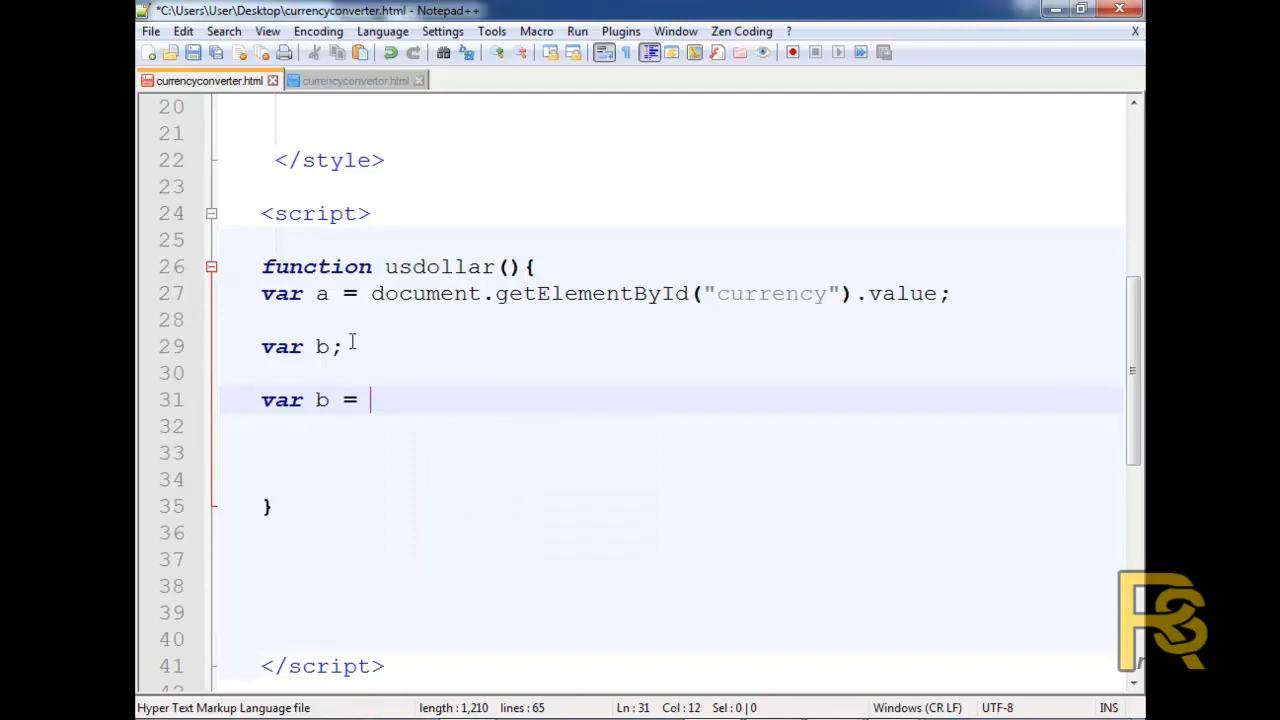 *C:\Users\User\Desktop\currencyconverter.html - Notepad++
File Edit Search View Encoding Language Settings Tools Macro Run Plugins Window Zen Coding ? X
currencyconverter.html currencyconvertor.html
20
21
22 </style>
23
24 <script>
25
26 function usdollar(){
27 var a = document.getElementById("currency").value;
28
29 var b;
30
31 var b =
32
33
34
35 }
36
37
38
39
40
41 </script>
Hyper Text Markup Language file length : 1,210 lines : 65 Ln : 31 Col : 12 Sel : 0 | 0 Windows (CR LF) UTF-8 INS